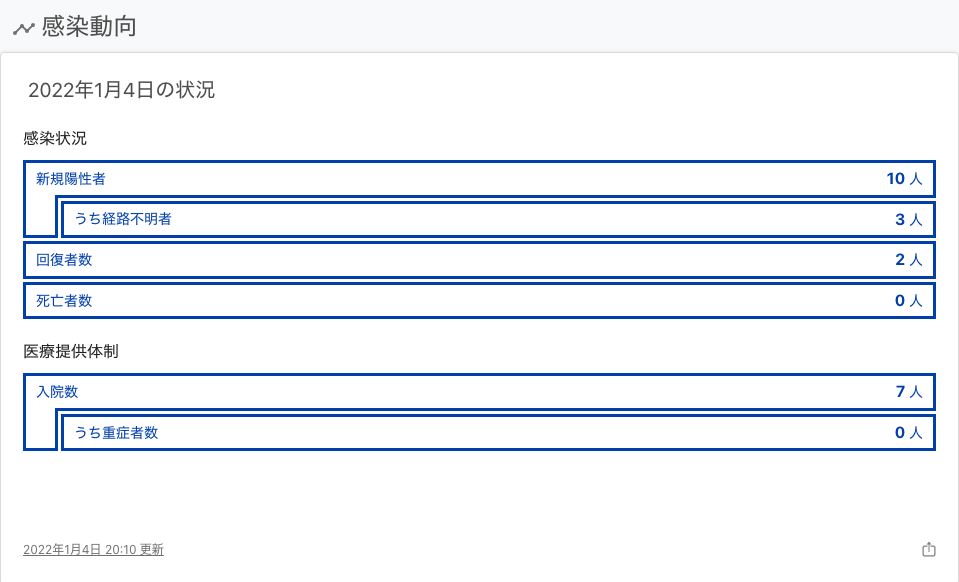 感染動向
2022年1月4日の状況
感染状況
新規陽性者 10 人
うち経路不明者 3 人
回復者数 2 人
死亡者数 0 人
医療提供体制
入院数 7 人
うち重症者数 0 人
2022年1月4日 20:10 更新